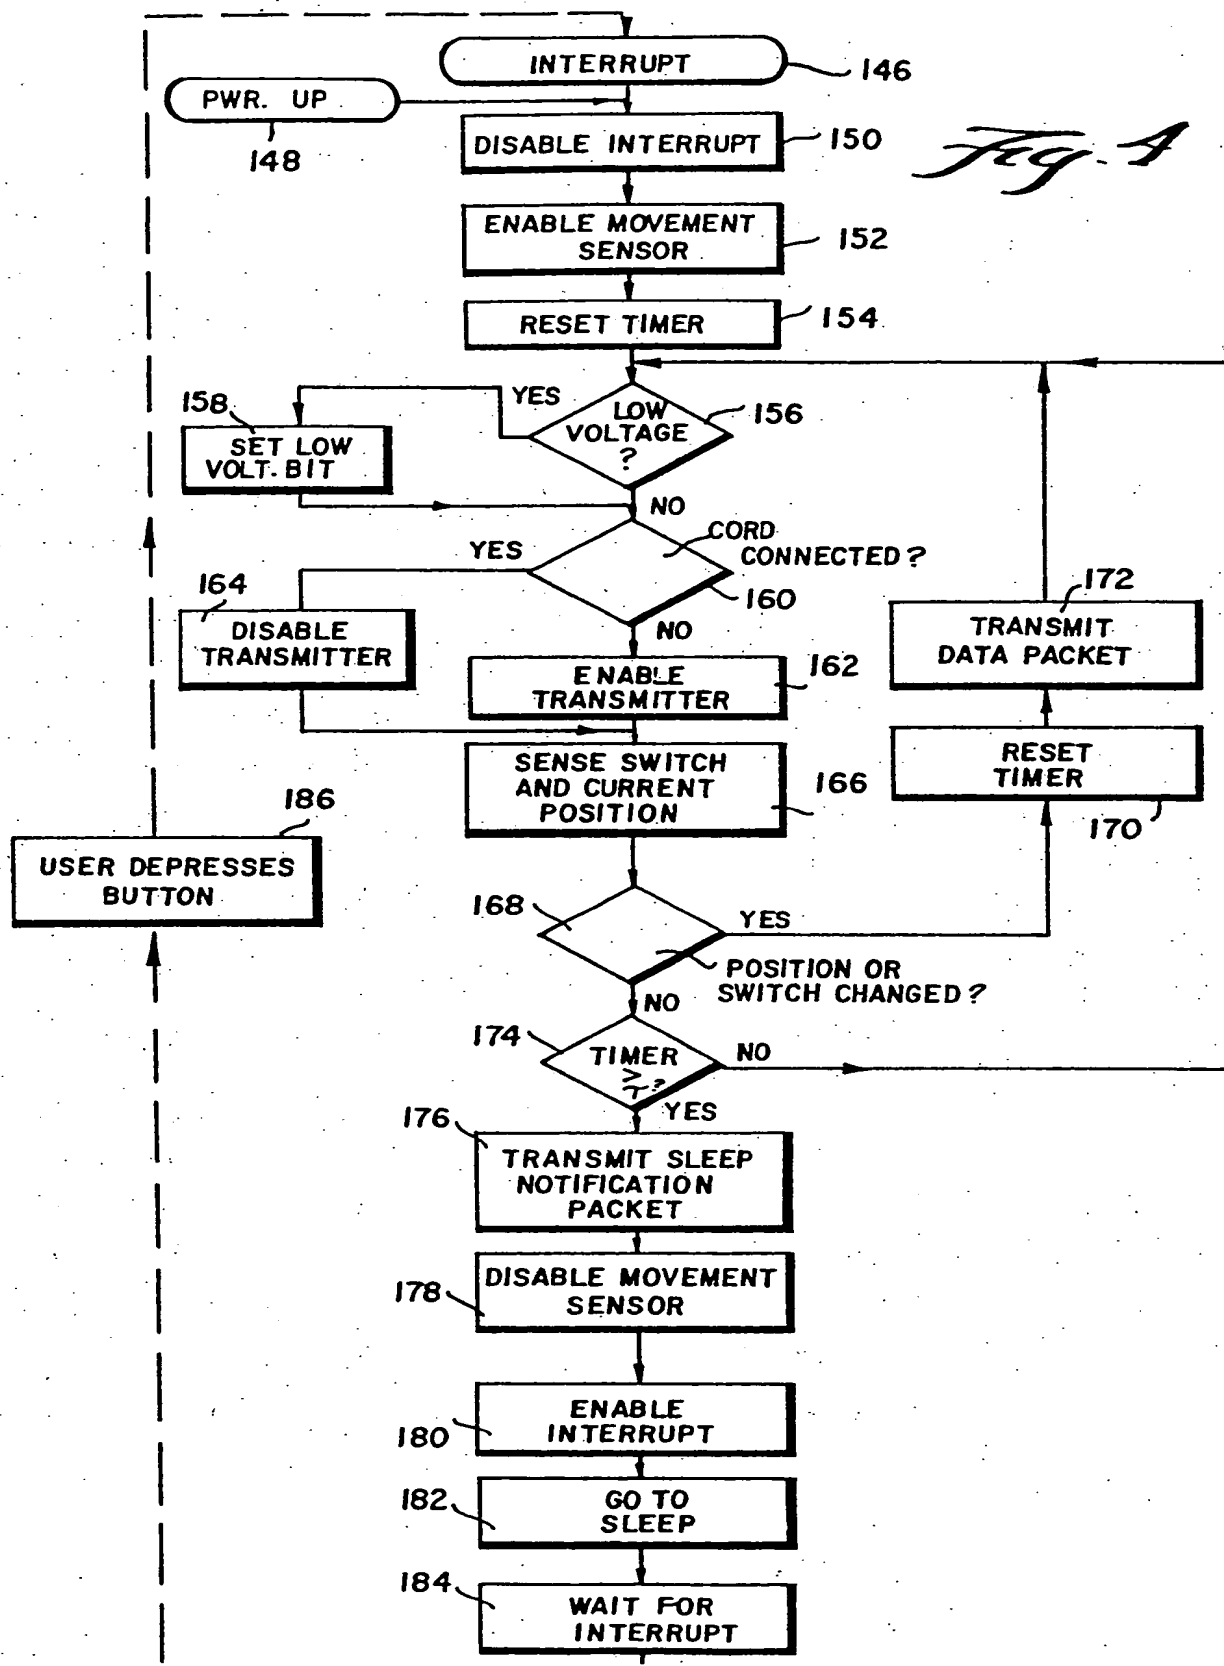 INTERRUPT
146
PWR. UP
148
DISABLE INTERRUPT
150
Fig. 4
ENABLE MOVEMENT
SENSOR
152
RESET TIMER
154
YES
LOW
VOLTAGE
?
156
158
SET LOW
VOLT. BIT
NO
YES
CORD
CONNECTED?
160
164
DISABLE
TRANSMITTER
NO
ENABLE
TRANSMITTER
162
172
TRANSMIT
DATA PACKET
SENSE SWITCH
AND CURRENT
POSITION
166
RESET
TIMER
170
186
USER DEPRESSES
BUTTON
168
YES
POSITION OR
SWITCH CHANGED?
NO
174
TIMER
≥
τ?
NO
YES
176
TRANSMIT SLEEP
NOTIFICATION
PACKET
178
DISABLE MOVEMENT
SENSOR
180
ENABLE
INTERRUPT
182
GO TO
SLEEP
184
WAIT FOR
INTERRUPT